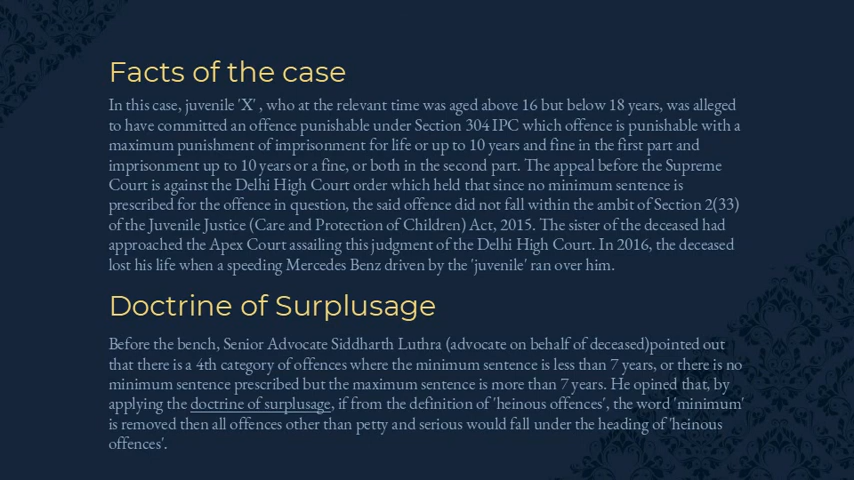 Facts of the case
In this case, juvenile 'X' , who at the relevant time was aged above 16 but below 18 years, was alleged
to have committed an offence punishable under Section 304 IPC which offence is punishable with a
maximum punishment of imprisonment for life or up to 10 years and fine in the first part and
imprisonment up to 10 years or a fine, or both in the second part. The appeal before the Supreme
Court is against the Delhi High Court order which held that since no minimum sentence is
prescribed for the offence in question, the said offence did not fall within the ambit of Section 2(33)
of the Juvenile Justice (Care and Protection of Children) Act, 2015. The sister of the deceased had
approached the Apex Court assailing this judgment of the Delhi High Court. In 2016, the deceased
lost his life when a speeding Mercedes Benz driven by the 'juvenile' ran over him.
Doctrine of Surplusage
Before the bench, Senior Advocate Siddharth Luthra (advocate on behalf of deceased)pointed out
that there is a 4th category of offences where the minimum sentence is less than 7 years, or there is no
minimum sentence prescribed but the maximum sentence is more than 7 years. He opined that, by
applying the doctrine of surplusage, if from the definition of 'heinous offences', the word 'minimum'
is removed then all offences other than petty and serious would fall under the heading of 'heinous
offences'.